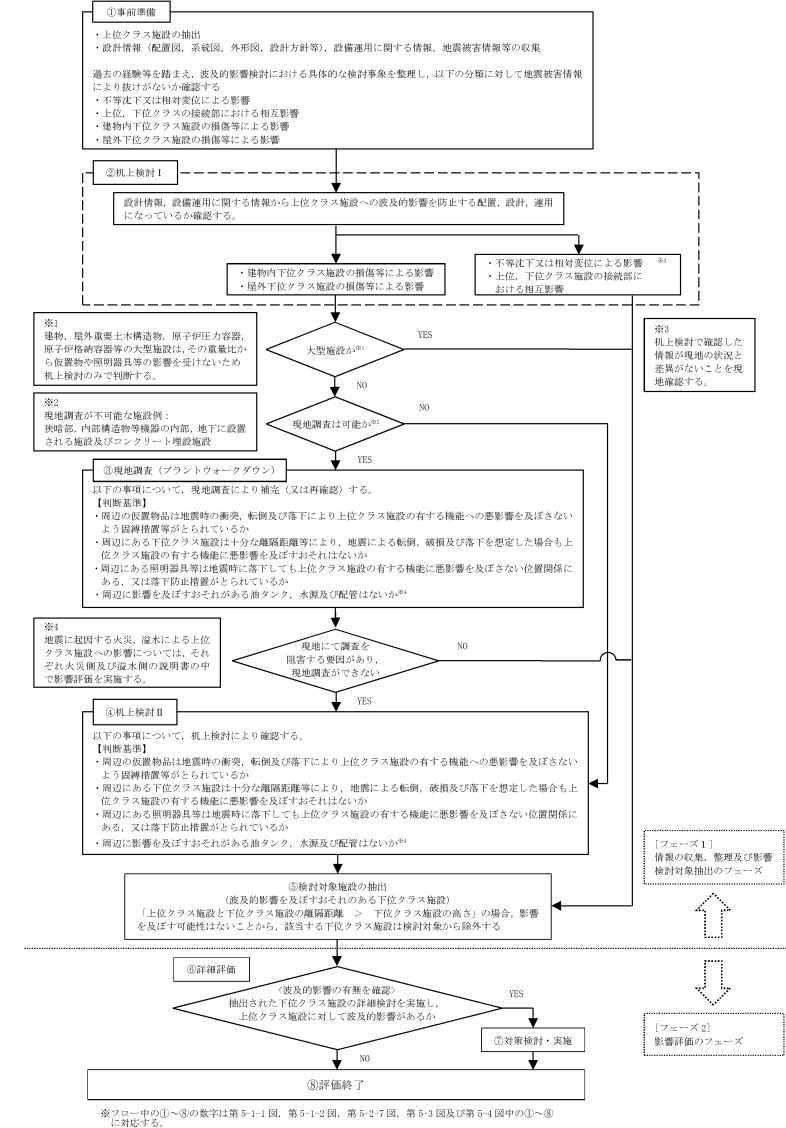 ①事前準備
・上位クラス施設の抽出
・設計情報（配置図，系統図，外形図，設計方針等），設備運用に関する情報，地震被害情報等の収集
過去の経験等を踏まえ，波及的影響検討における具体的な検討事象を整理し，以下の分類に対して地震被害情報
により抜けがないか確認する
・不等沈下又は相対変位による影響
・上位，下位クラスの接続部における相互影響
・建物内下位クラス施設の損傷等による影響
・屋外下位クラス施設の損傷等による影響
②机上検討Ⅰ
設計情報，設備運用に関する情報から上位クラス施設への波及的影響を防止する配置，設計，運用
になっているか確認する。
・建物内下位クラス施設の損傷等による影響
・屋外下位クラス施設の損傷等による影響
・不等沈下又は相対変位による影響 ※3
・上位，下位クラス施設の接続部に
おける相互影響
※1
建物，屋外重要土木構造物，原子炉圧力容器，
原子炉格納容器等の大型施設は，その重量比か
ら仮置物や照明器具等の影響を受けないため
机上検討のみで判断する。
大型施設か※1
YES
NO
※3
机上検討で確認した
情報が現地の状況と
差異がないことを現
地確認する。
※2
現地調査が不可能な施設例：
狭暗部，内部構造物等機器の内部，地下に設置
される施設及びコンクリート埋設施設
現地調査は可能か※2
NO
YES
③現地調査（プラントウォークダウン）
以下の事項について，現地調査により補完（又は再確認）する。
【判断基準】
・周辺の仮置物品は地震時の衝突，転倒及び落下により上位クラス施設の有する機能への悪影響を及ぼさない
よう固縛措置等がとられているか
・周辺にある下位クラス施設は十分な離隔距離等により，地震による転倒，破損及び落下を想定した場合も上
位クラス施設の有する機能に悪影響を及ぼすおそれはないか
・周辺にある照明器具等は地震時に落下しても上位クラス施設の有する機能に悪影響を及ぼさない位置関係に
ある，又は落下防止措置がとられているか
・周辺に影響を及ぼすおそれがある油タンク，水源及び配管はないか※4
※4
地震に起因する火災，溢水による上位
クラス施設への影響については，それ
ぞれ火災側及び溢水側の説明書の中
で影響評価を実施する。
現地にて調査を
阻害する要因があり，
現地調査ができない
NO
YES
④机上検討Ⅱ
以下の事項について，机上検討により確認する。
【判断基準】
・周辺の仮置物品は地震時の衝突，転倒及び落下により上位クラス施設の有する機能への悪影響を及ぼさない
よう固縛措置等がとられているか
・周辺にある下位クラス施設は十分な離隔距離等により，地震による転倒，破損及び落下を想定した場合も上
位クラス施設の有する機能に悪影響を及ぼすおそれはないか
・周辺にある照明器具等は地震時に落下しても上位クラス施設の有する機能に悪影響を及ぼさない位置関係に
ある，又は落下防止措置がとられているか
・周辺に影響を及ぼすおそれがある油タンク，水源及び配管はないか※4
［フェーズ１］
情報の収集，整理及び影響
検討対象抽出のフェーズ
⑤検討対象施設の抽出
（波及的影響を及ぼすおそれのある下位クラス施設）
「上位クラス施設と下位クラス施設の離隔距離　＞　下位クラス施設の高さ」の場合，影響
を及ぼす可能性はないことから，該当する下位クラス施設は検討対象から除外する
⑥詳細評価
<波及的影響の有無を確認>
抽出された下位クラス施設の詳細検討を実施し，
上位クラス施設に対して波及的影響があるか
YES
NO
⑦対策検討・実施
［フェーズ2］
影響評価のフェーズ
⑧評価終了
※フロー中の①～⑧の数字は第5-1-1図，第5-1-2図，第5-2-7図，第5-3図及び第5-4図中の①～⑧
に対応する。